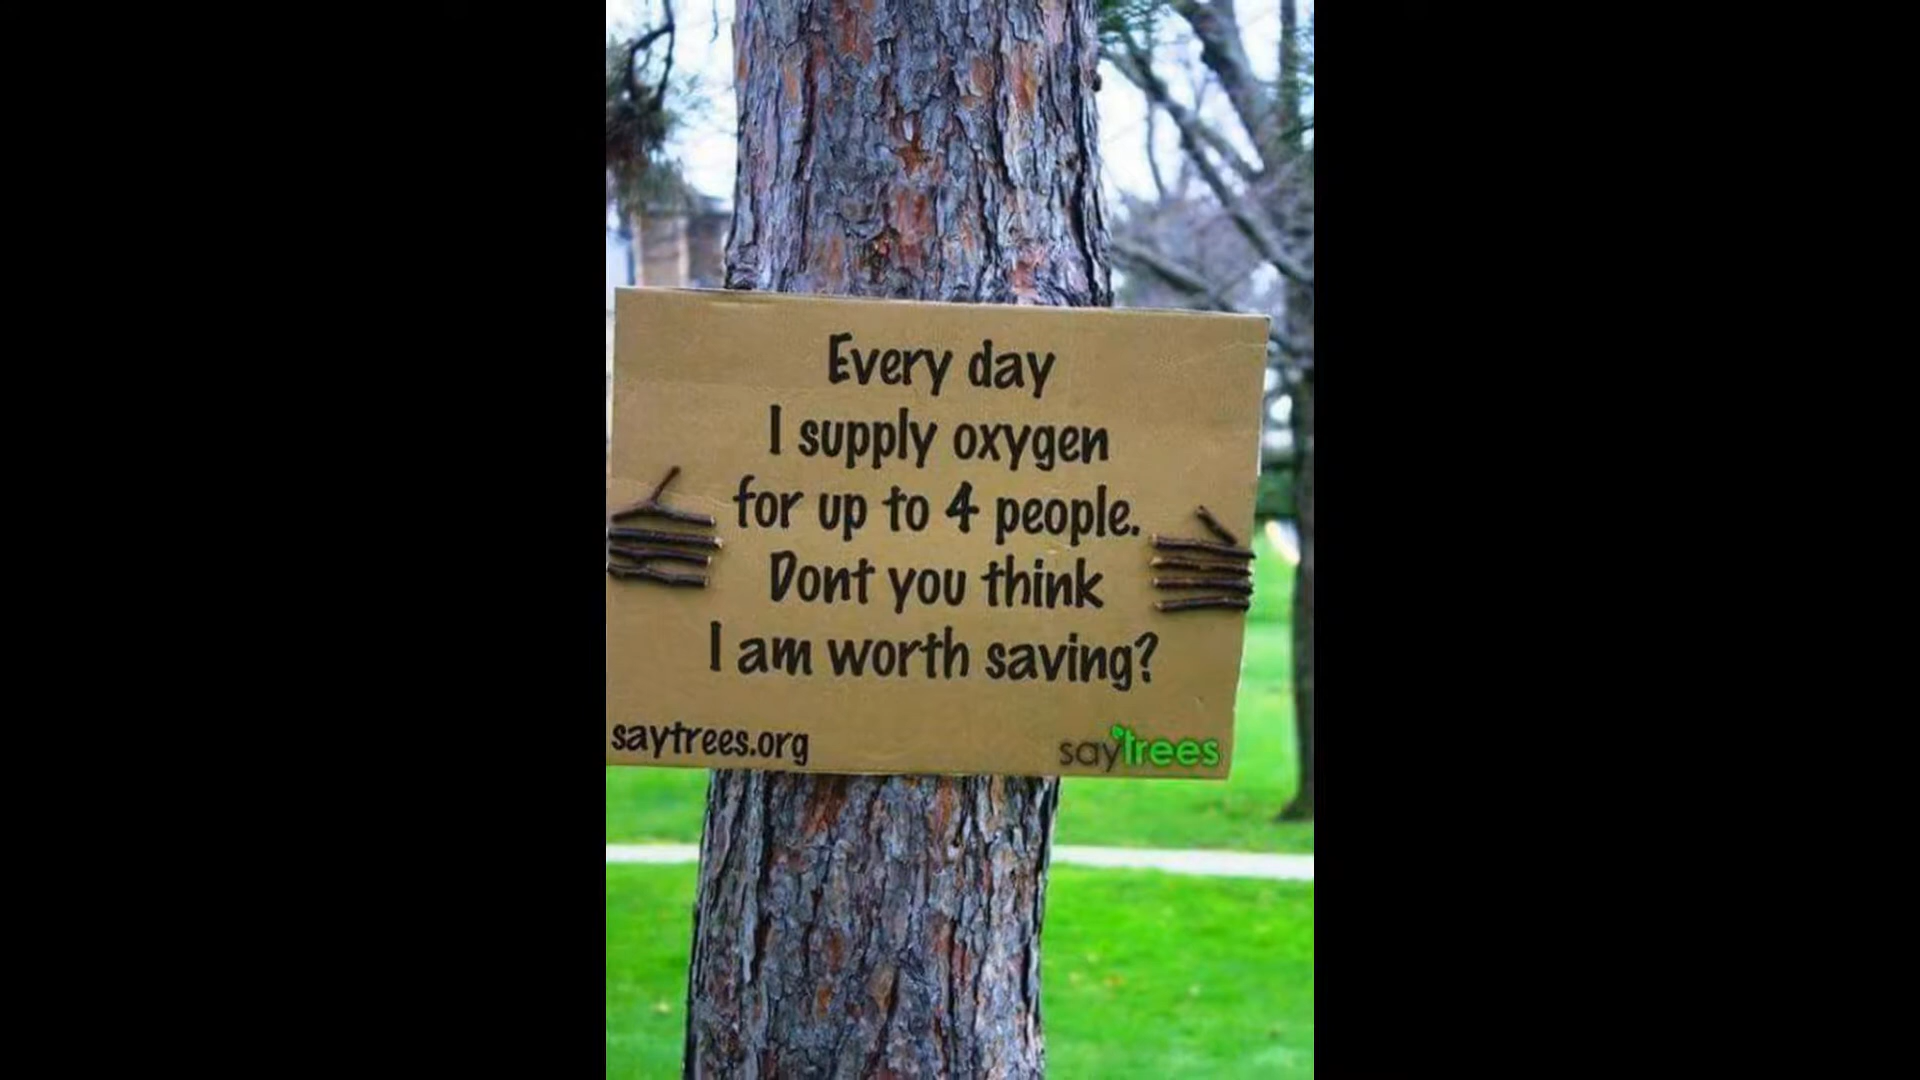 Every day
I supply oxygen
for up to 4 people.
Dont you think
I am worth saving?
saytrees.org
saytrees